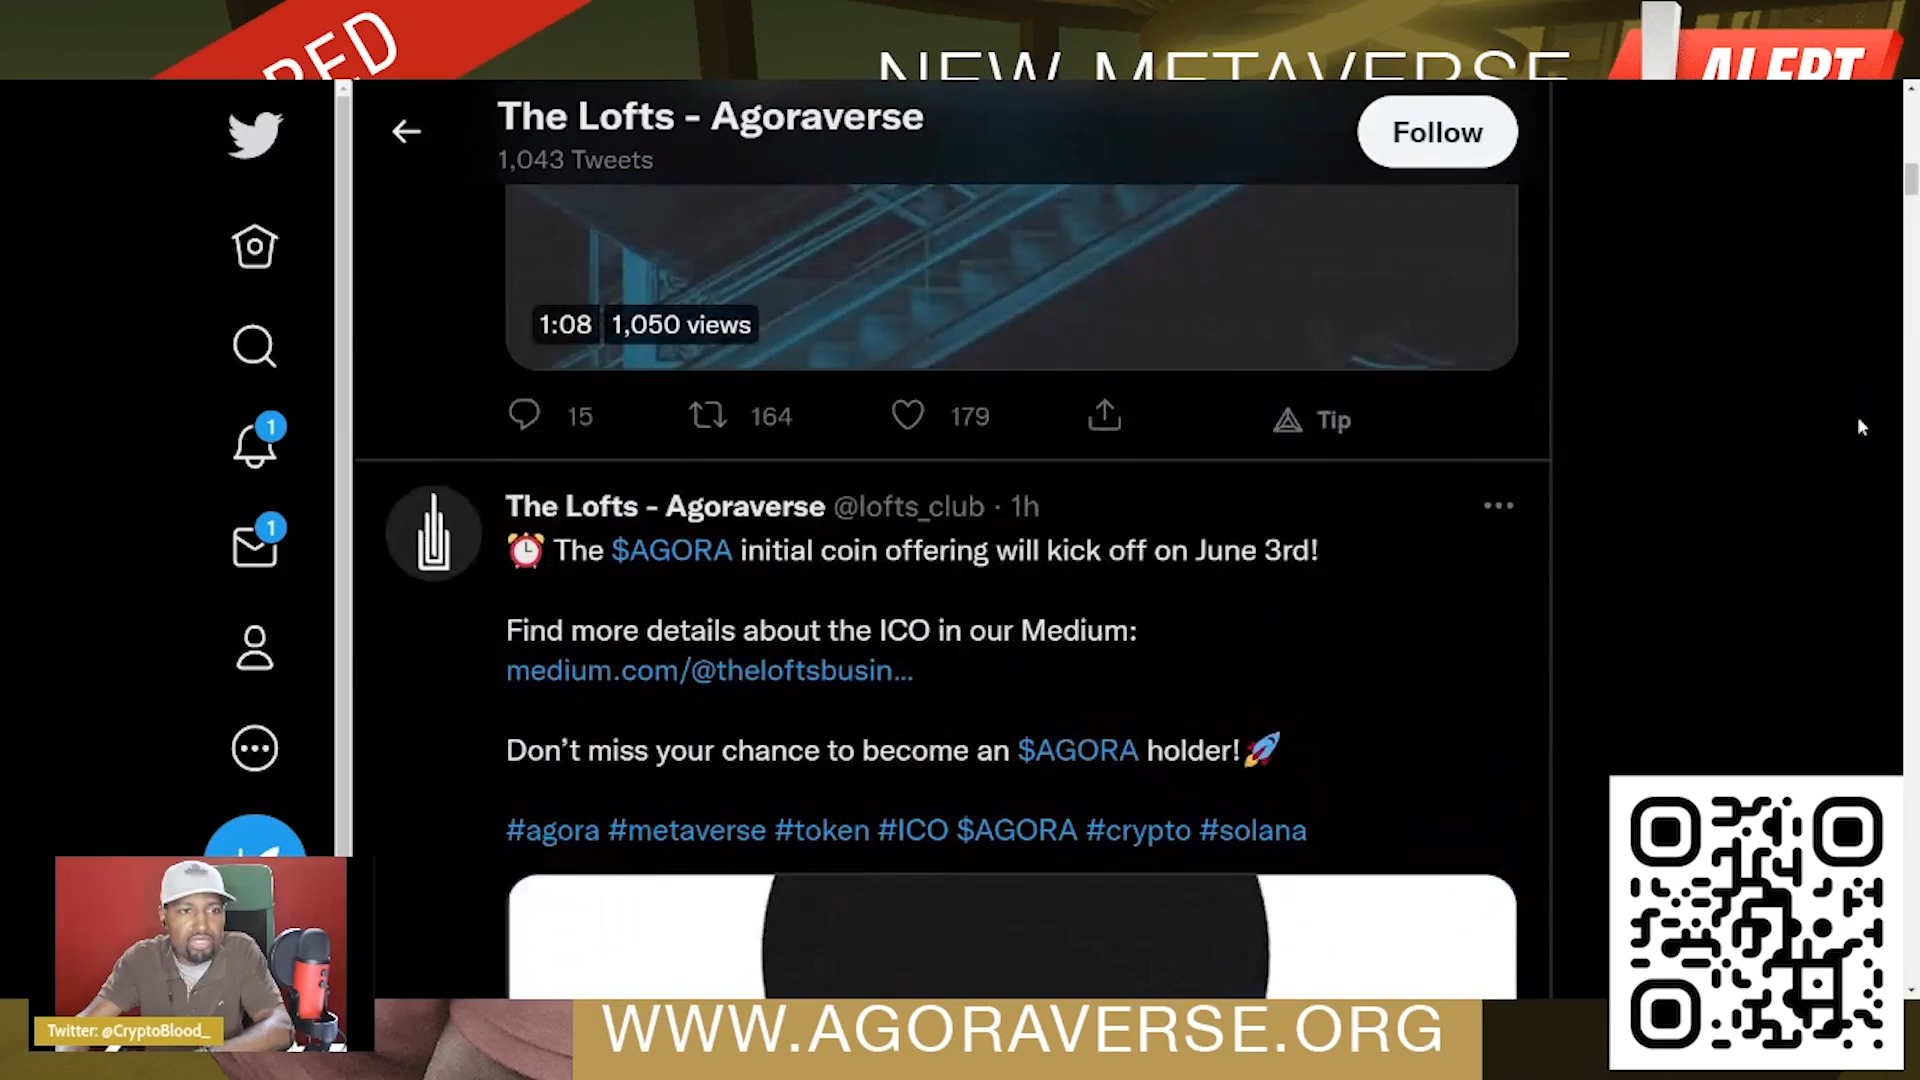 NEW METAVERSE
ALERT
The Lofts - Agoraverse
1,043 Tweets
Follow
1:08 1,050 views
15 164 179 Tip
The Lofts - Agoraverse @lofts_club · 1h
⏰ The $AGORA initial coin offering will kick off on June 3rd!
Find more details about the ICO in our Medium:
medium.com/@theloftsbusin...
Don't miss your chance to become an $AGORA holder!🚀
#agora #metaverse #token #ICO $AGORA #crypto #solana
1
1
Twitter: @CryptoBlood_
WWW.AGORAVERSE.ORG